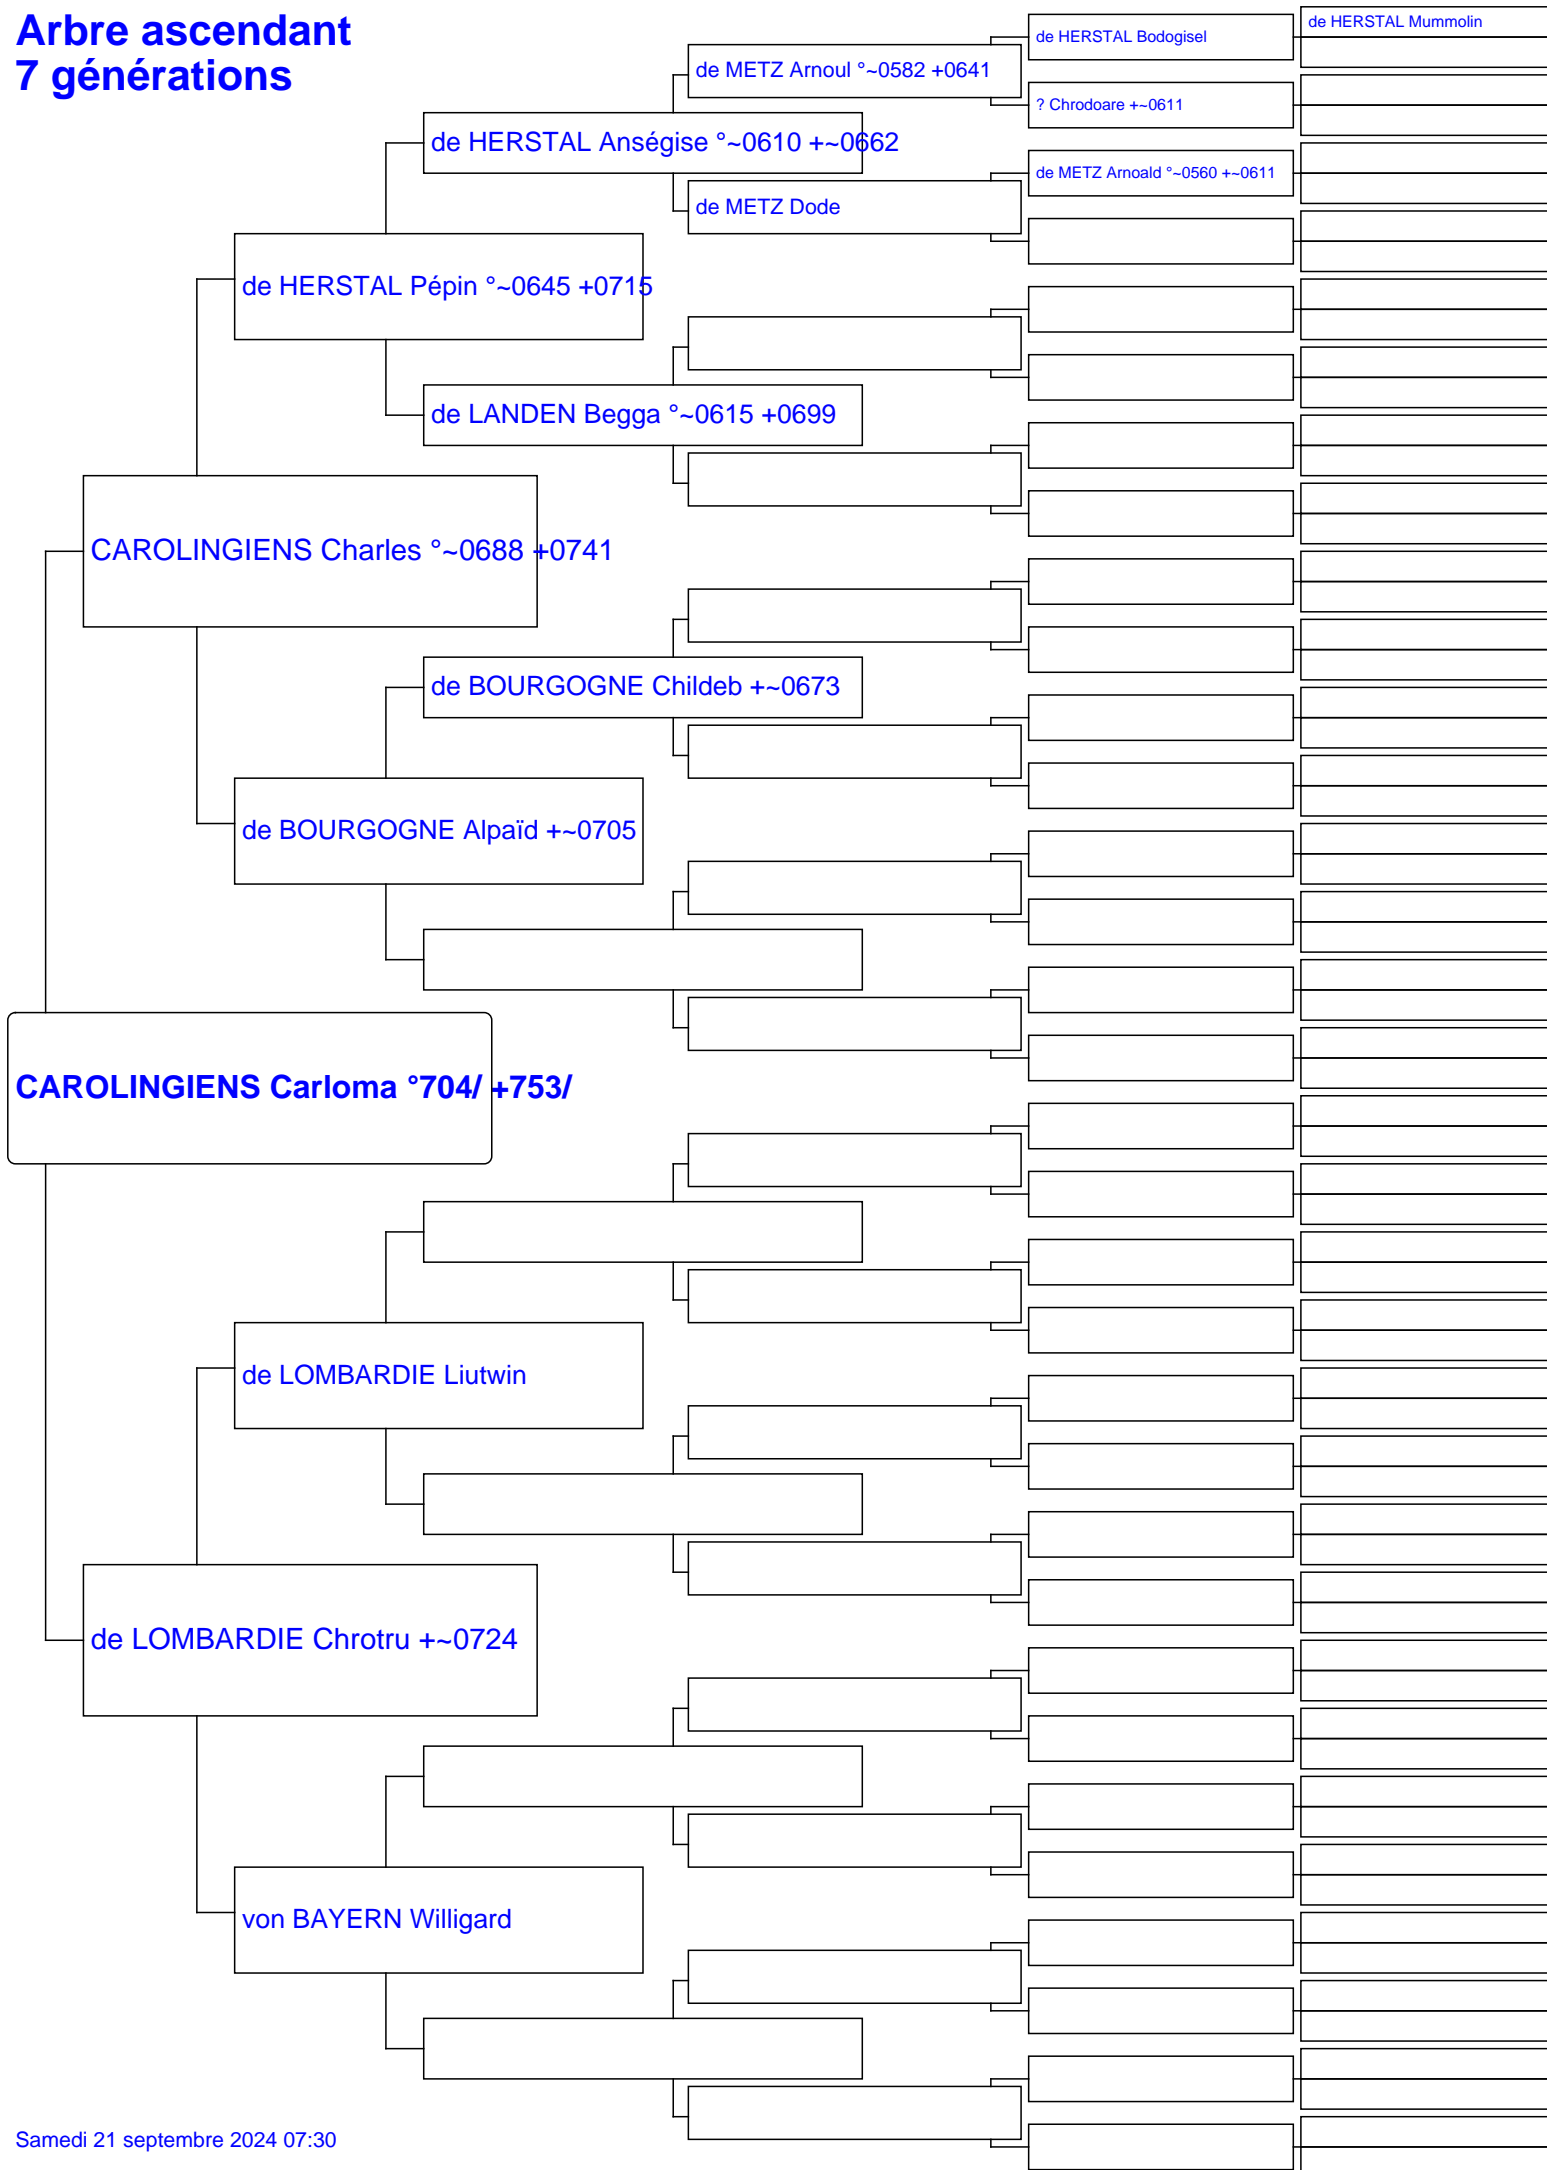 Arbre ascendant
7 générations
de HERSTAL Mummolin
de HERSTAL Bodogisel
de METZ Arnoul °~0582 +0641
? Chrodoare +~0611
de HERSTAL Anségise °~0610 +~0662
de METZ Arnoald °~0560 +~0611
de METZ Dode
de HERSTAL Pépin °~0645 +0715
de LANDEN Begga °~0615 +0699
CAROLINGIENS Charles °~0688 +0741
de BOURGOGNE Childeb +~0673
de BOURGOGNE Alpaïd +~0705
CAROLINGIENS Carloma °704/ +753/
de LOMBARDIE Liutwin
de LOMBARDIE Chrotru +~0724
von BAYERN Willigard
Samedi 21 septembre 2024 07:30